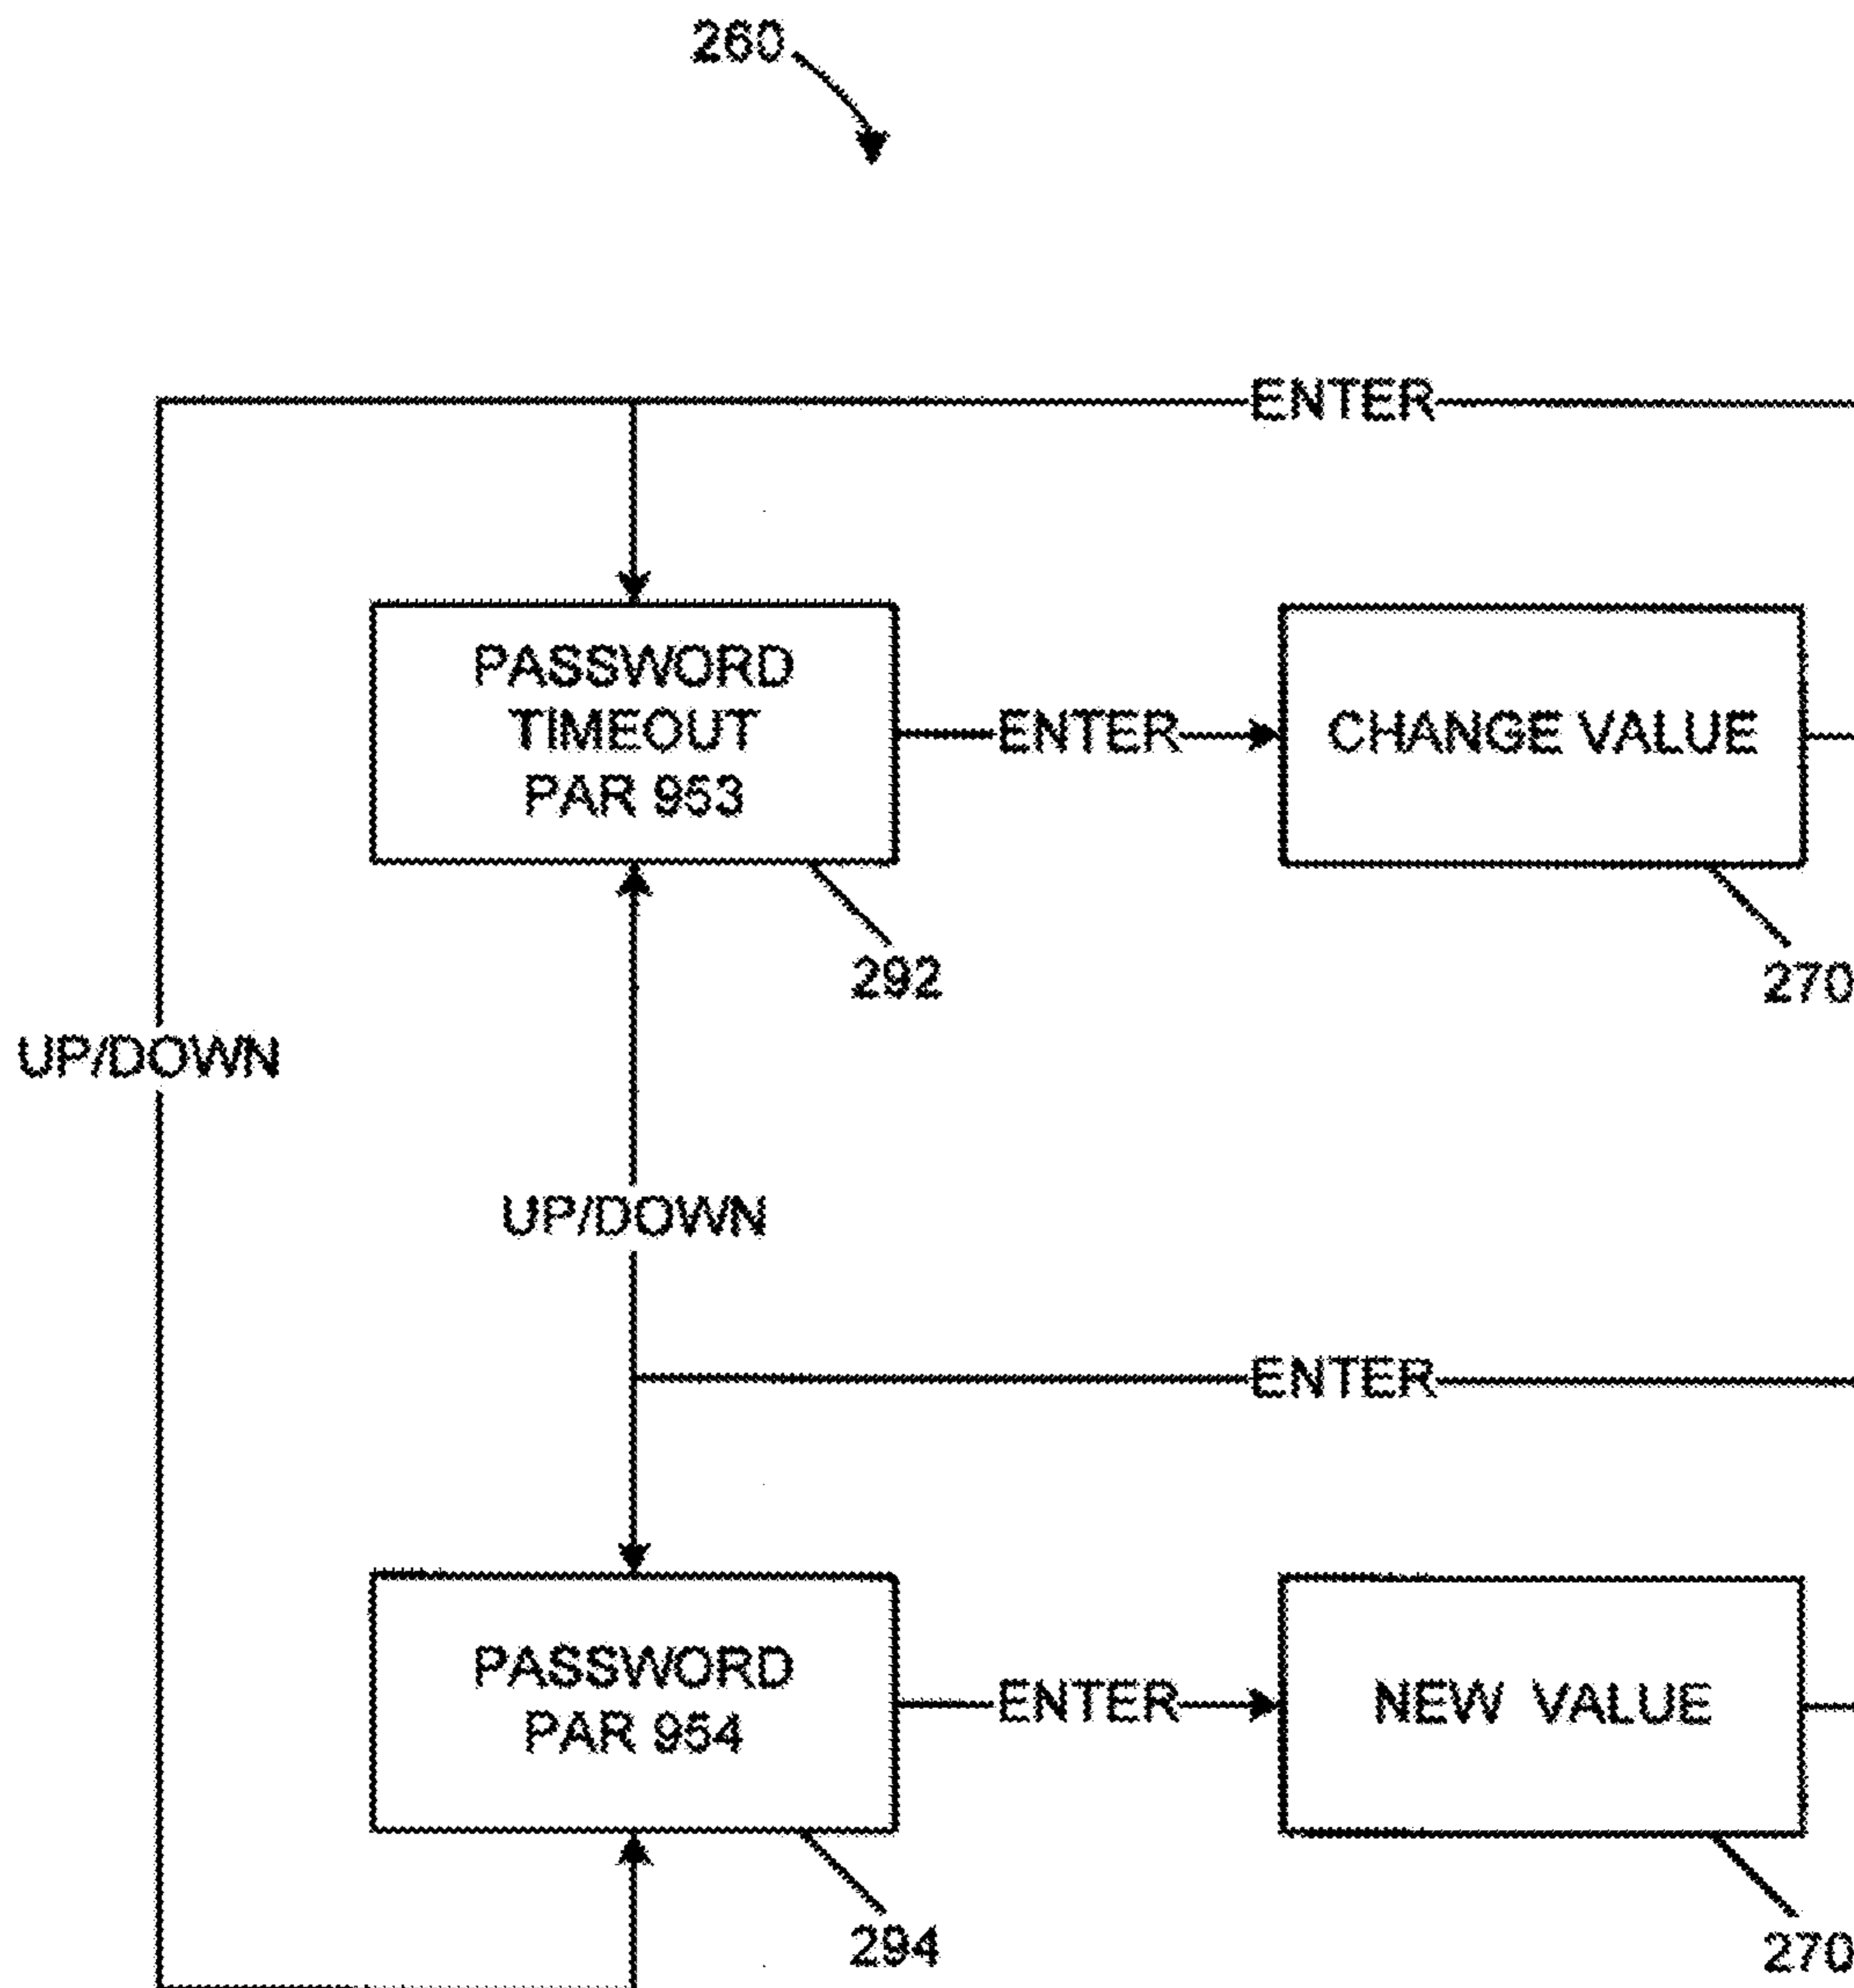 260
ENTER
PASSWORD
TIMEOUT
PAR 953
ENTER
CHANGE VALUE
292
270
UP/DOWN
UP/DOWN
ENTER
PASSWORD
PAR 954
ENTER
NEW VALUE
294
270